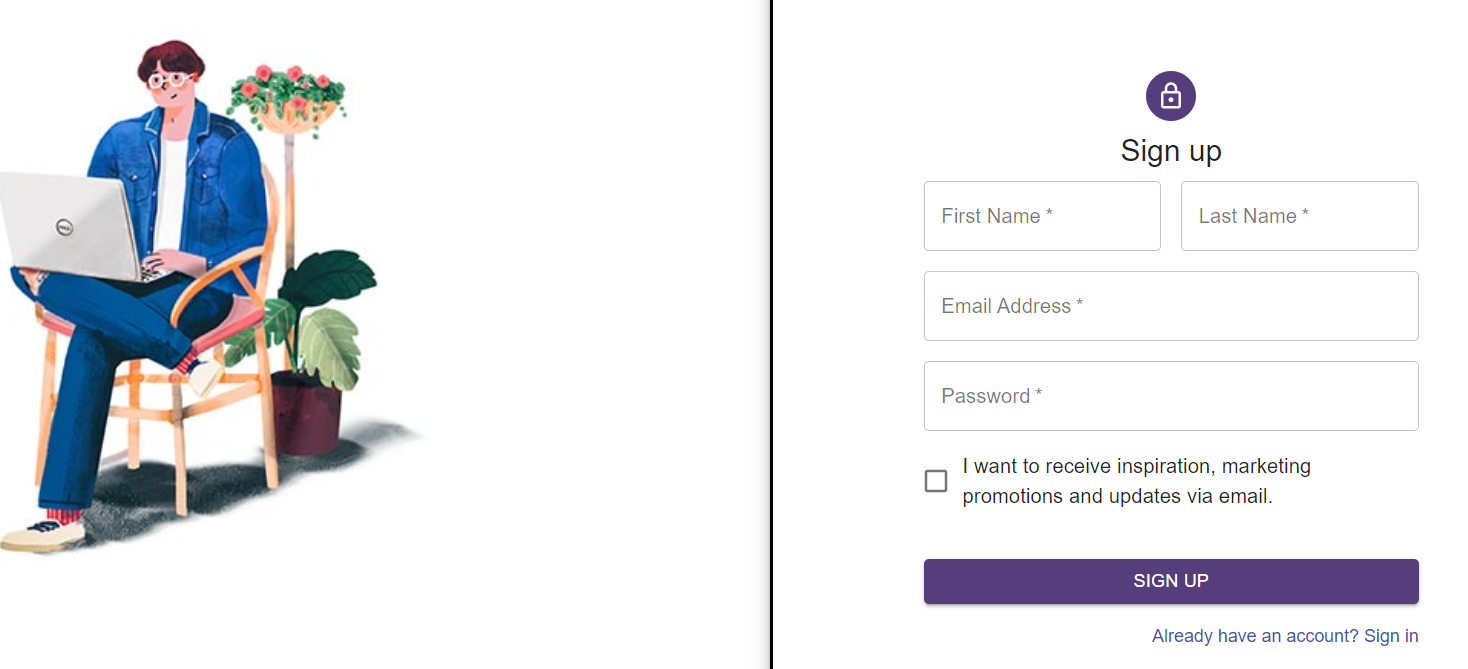 Sign up
First Name *
Last Name *
Email Address *
Password *
I want to receive inspiration, marketing
promotions and updates via email.
SIGN UP
Already have an account? Sign in